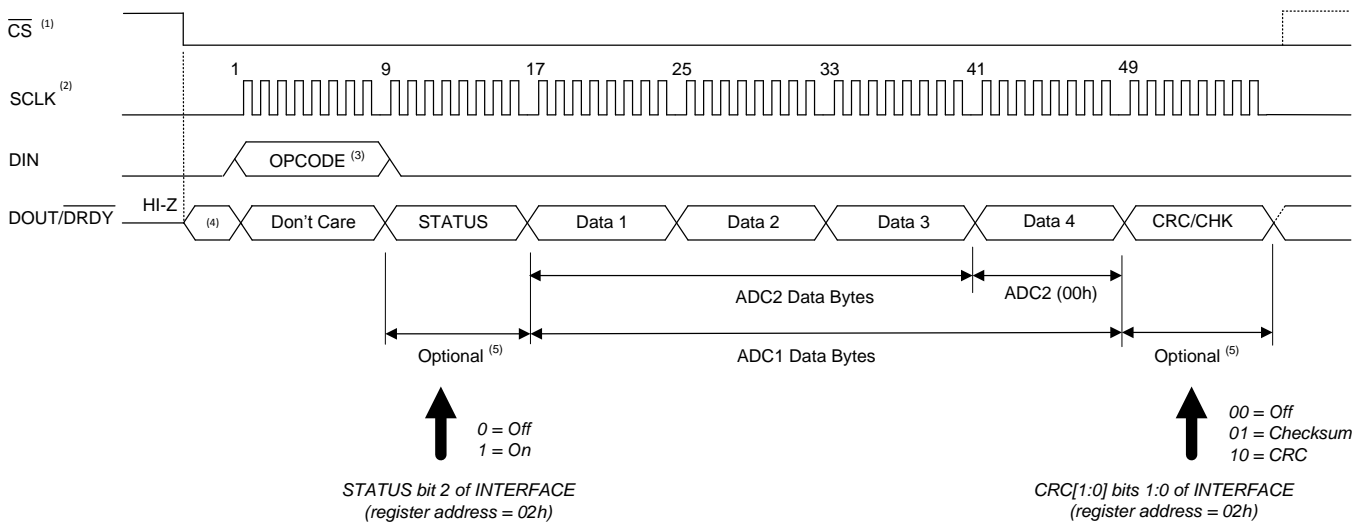 CS (1)
1 9 17 25 33 41 49
SCLK (2)
DIN
OPCODE (3)
HI-Z
DOUT/DRDY
(4) Don't Care STATUS Data 1 Data 2 Data 3 Data 4 CRC/CHK
ADC2 Data Bytes
ADC2 (00h)
Optional (5)
ADC1 Data Bytes
Optional (5)
0 = Off
1 = On
00 = Off
01 = Checksum
10 = CRC
STATUS bit 2 of INTERFACE
(register address = 02h)
CRC[1:0] bits 1:0 of INTERFACE
(register address = 02h)